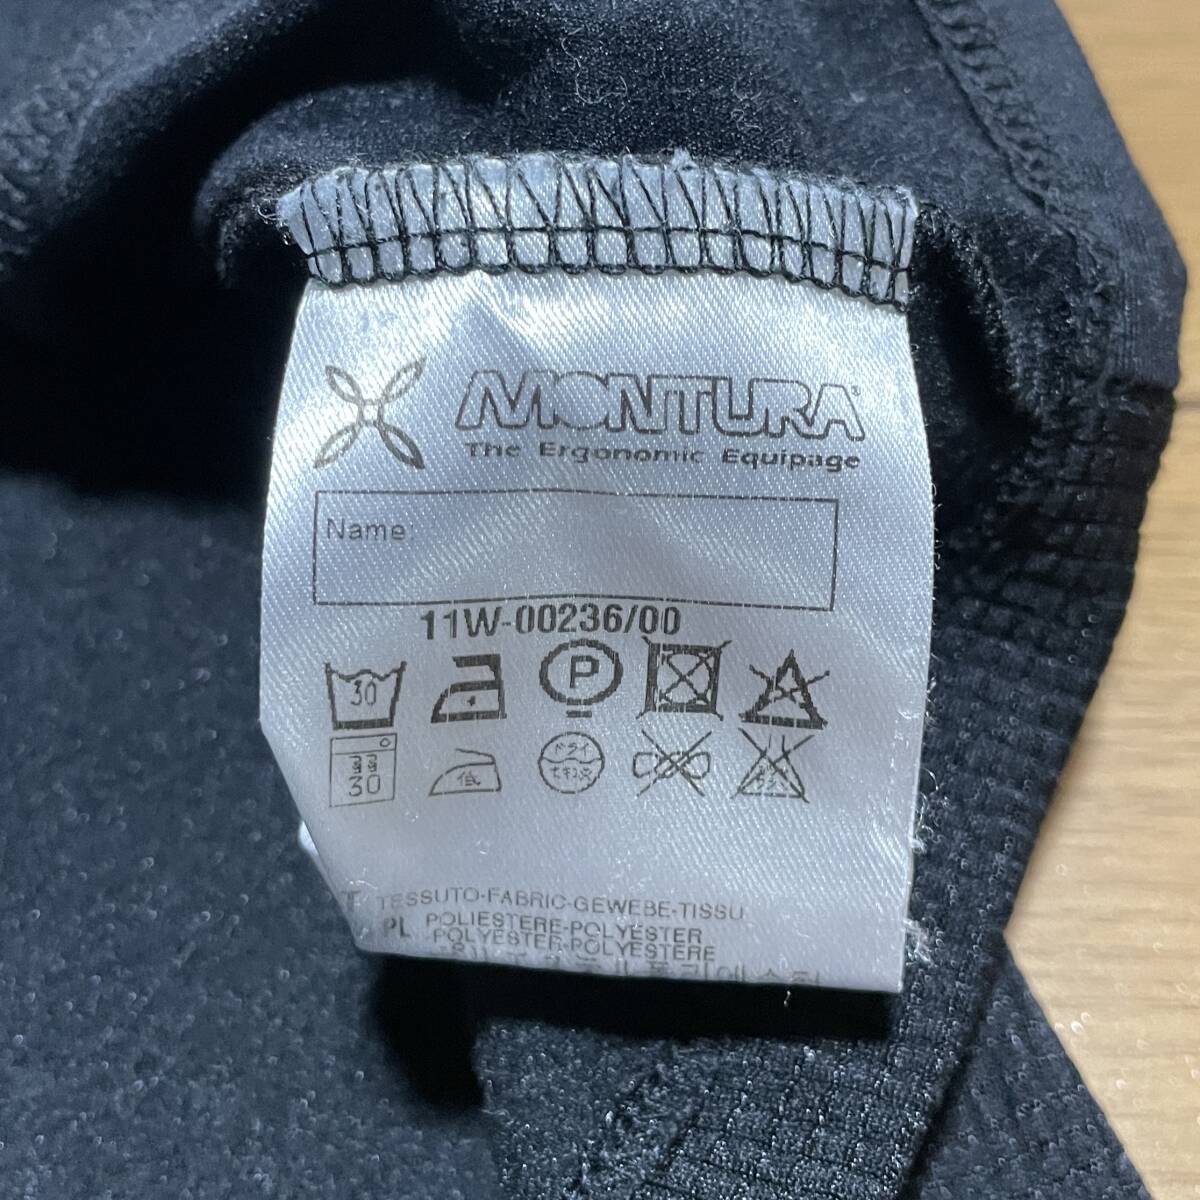 MONTURA
The Ergonomic Equipage
Name:
11W-00236/00
30 P
30 低 ドライ
TESSUTO-FABRIC-GEWEBE-TISSU
PL POLIESTERE-POLYESTER
POLYESTER-POLYESTERE